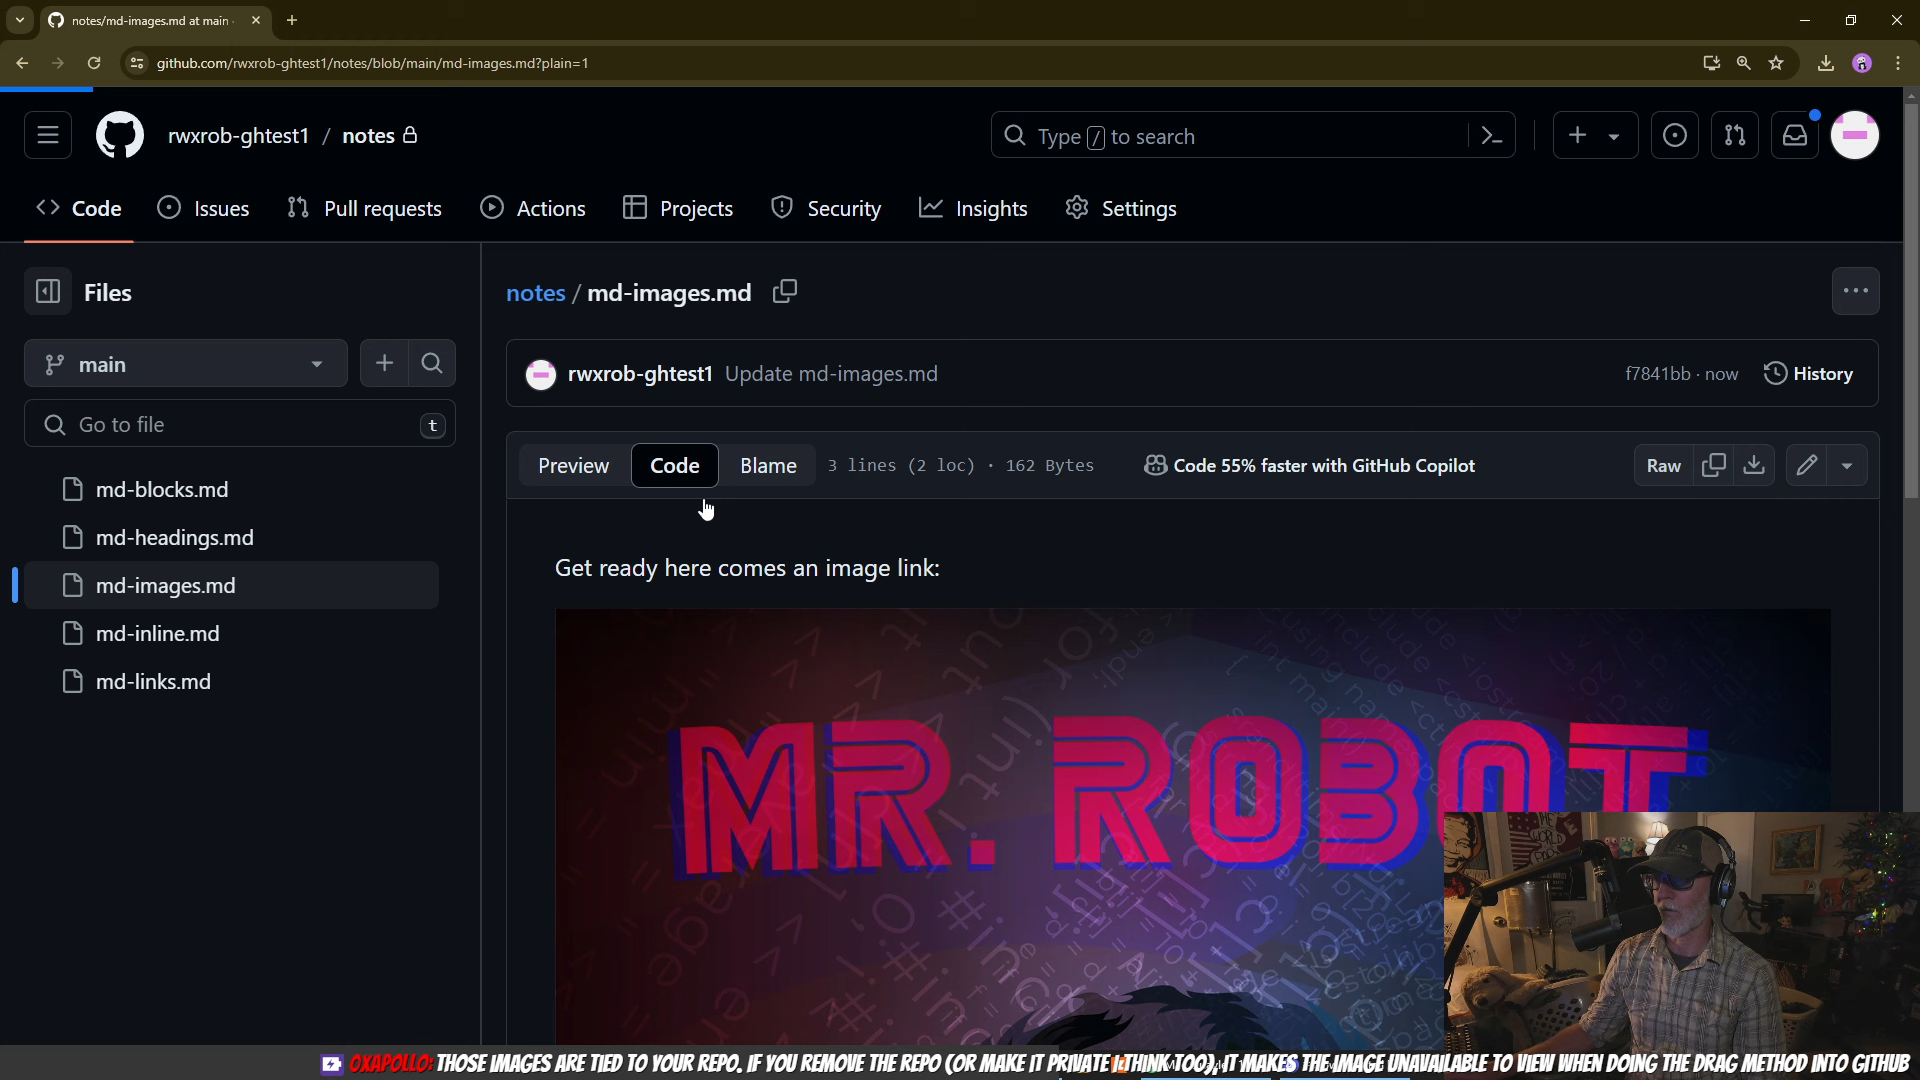 notes/md-images.md at main
github.com/rwxrob-ghtest1/notes/blob/main/md-images.md?plain=1
rwxrob-ghtest1 / notes
Type / to search
Code
Issues
Pull requests
Actions
Projects
Security
Insights
Settings
Files
main
Go to file
t
md-blocks.md
md-headings.md
md-images.md
md-inline.md
md-links.md
notes / md-images.md
rwxrob-ghtest1 Update md-images.md
f7841bb · now
History
Preview
Code
Blame
3 lines (2 loc) · 162 Bytes
Code 55% faster with GitHub Copilot
Raw
Get ready here comes an image link:
MR. ROBOT
0XAPOLLO: THOSE IMAGES ARE TIED TO YOUR REPO. IF YOU REMOVE THE REPO (OR MAKE IT PRIVATE I THINK TOO), IT MAKES THE IMAGE UNAVAILABLE TO VIEW WHEN DOING THE DRAG METHOD INTO GITHUB